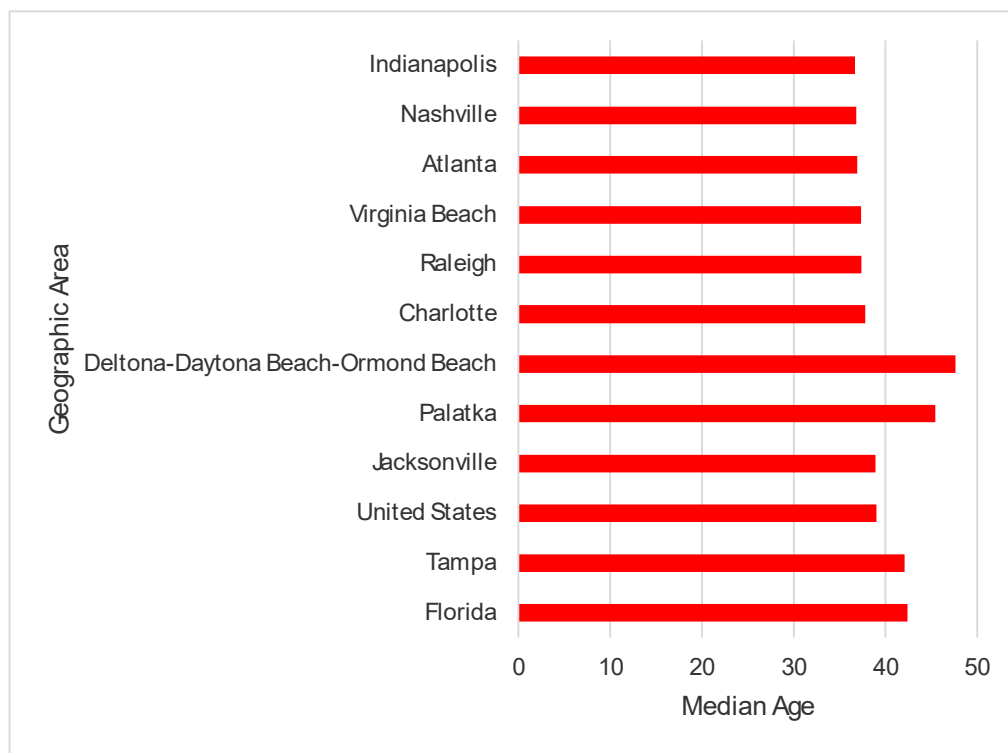 Indianapolis
Nashville
Atlanta
Virginia Beach
Raleigh
Charlotte
Deltona-Daytona Beach-Ormond Beach
Palatka
Jacksonville
United States
Tampa
Florida
Geographic Area
0 10 20 30 40 50
Median Age